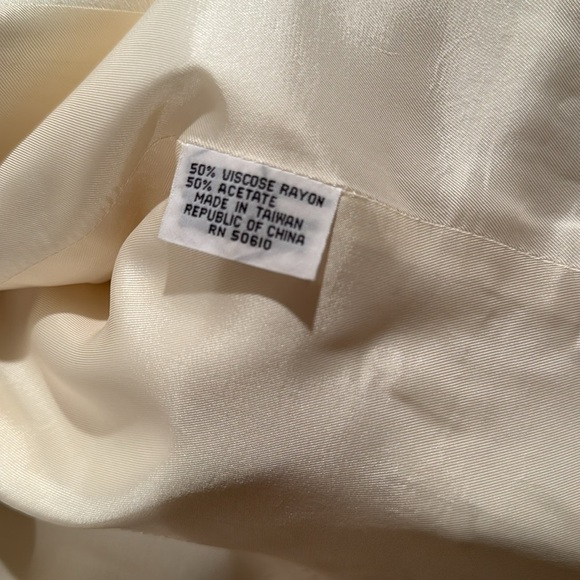 50% VISCOSE RAYON
50% ACETATE
MADE IN TAIWAN
REPUBLIC OF CHINA
RN 50610